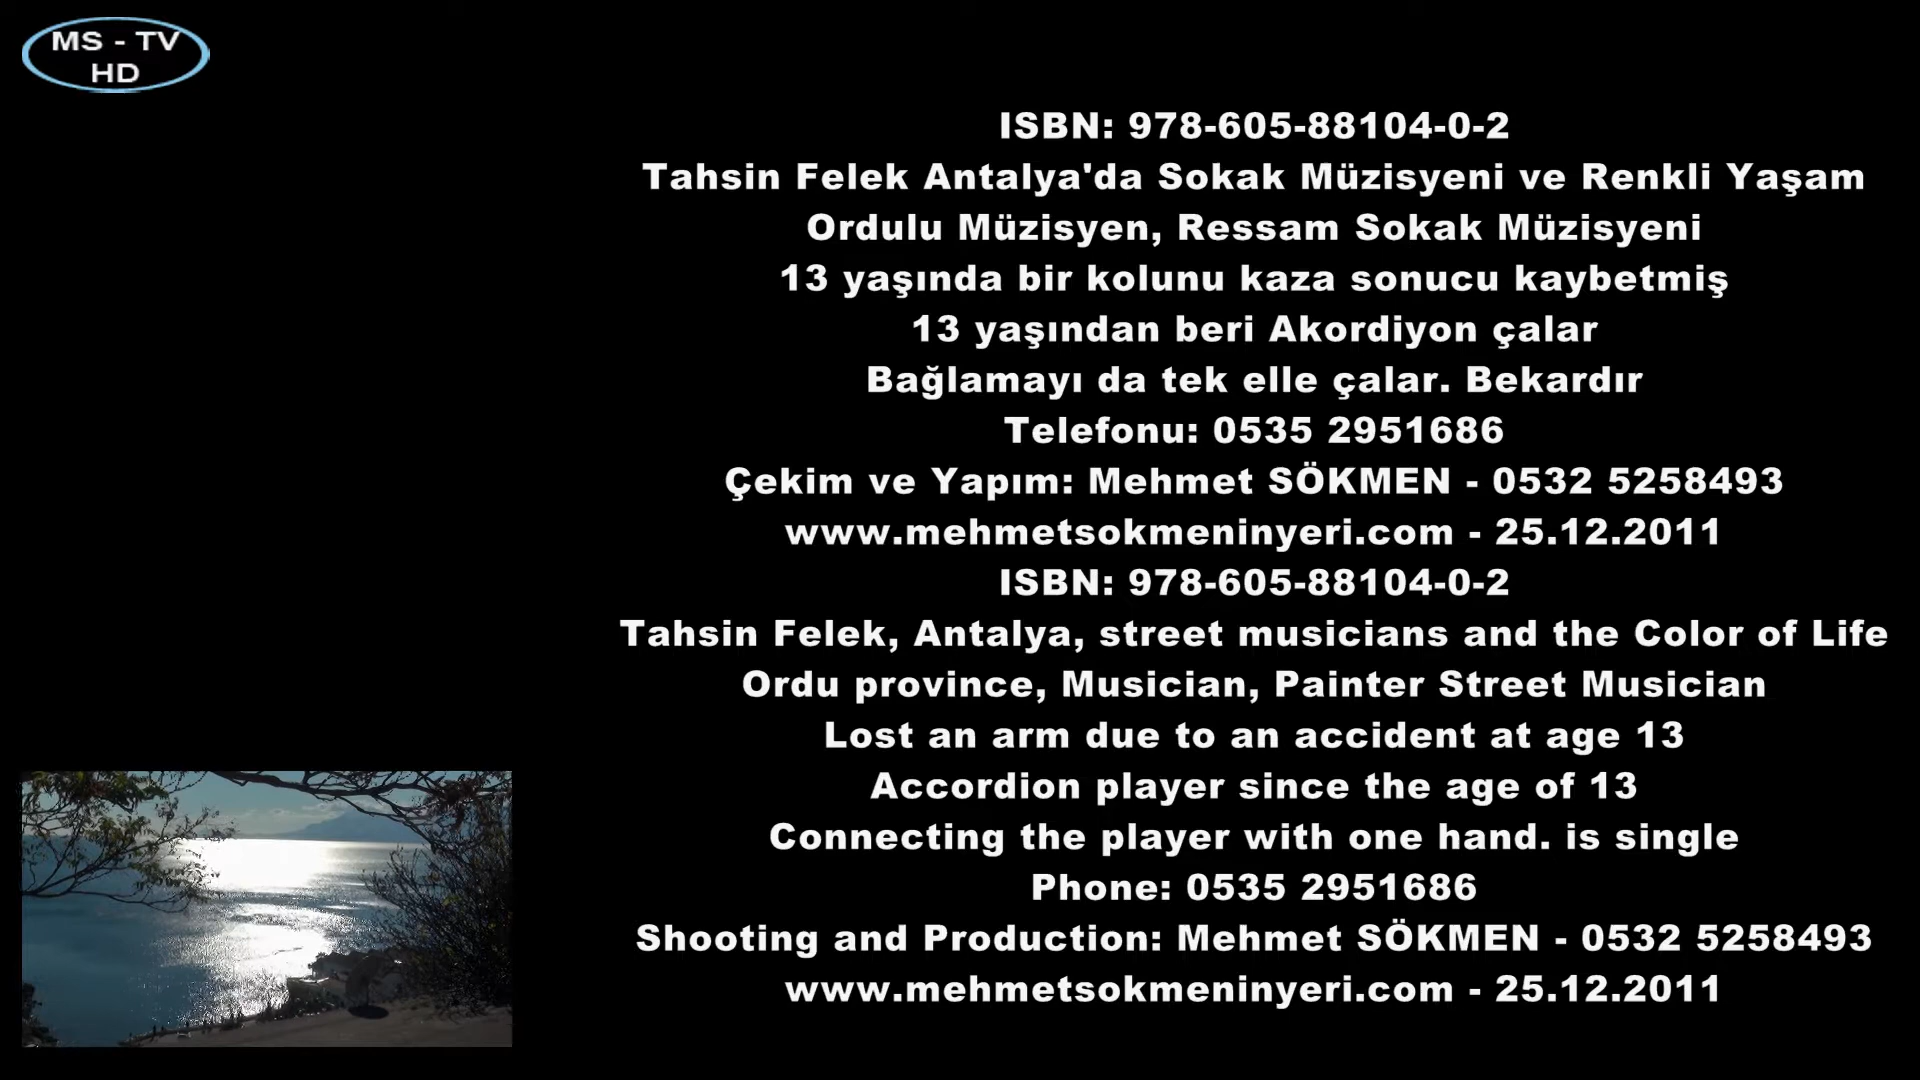 MS - TV
HD
ISBN: 978-605-88104-0-2
Tahsin Felek Antalya'da Sokak Müzisyeni ve Renkli Yaşam
Ordulu Müzisyen, Ressam Sokak Müzisyeni
13 yaşında bir kolunu kaza sonucu kaybetmiş
13 yaşından beri Akordiyon çalar
Bağlamayı da tek elle çalar. Bekardır
Telefonu: 0535 2951686
Çekim ve Yapım: Mehmet SÖKMEN - 0532 5258493
www.mehmetsokmeninyeri.com - 25.12.2011
ISBN: 978-605-88104-0-2
Tahsin Felek, Antalya, street musicians and the Color of Life
Ordu province, Musician, Painter Street Musician
Lost an arm due to an accident at age 13
Accordion player since the age of 13
Connecting the player with one hand. is single
Phone: 0535 2951686
Shooting and Production: Mehmet SÖKMEN - 0532 5258493
www.mehmetsokmeninyeri.com - 25.12.2011